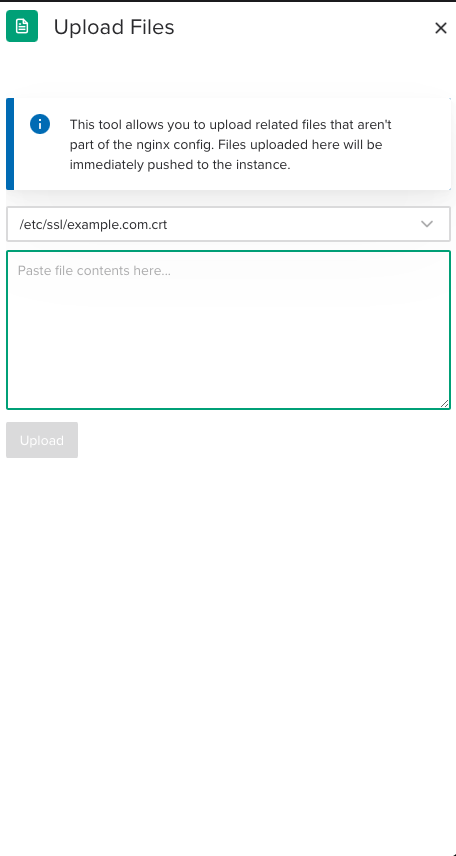 Upload Files
This tool allows you to upload related files that aren't
part of the nginx config. Files uploaded here will be
immediately pushed to the instance.
/etc/ssl/example.com.crt
Paste file contents here...
Upload